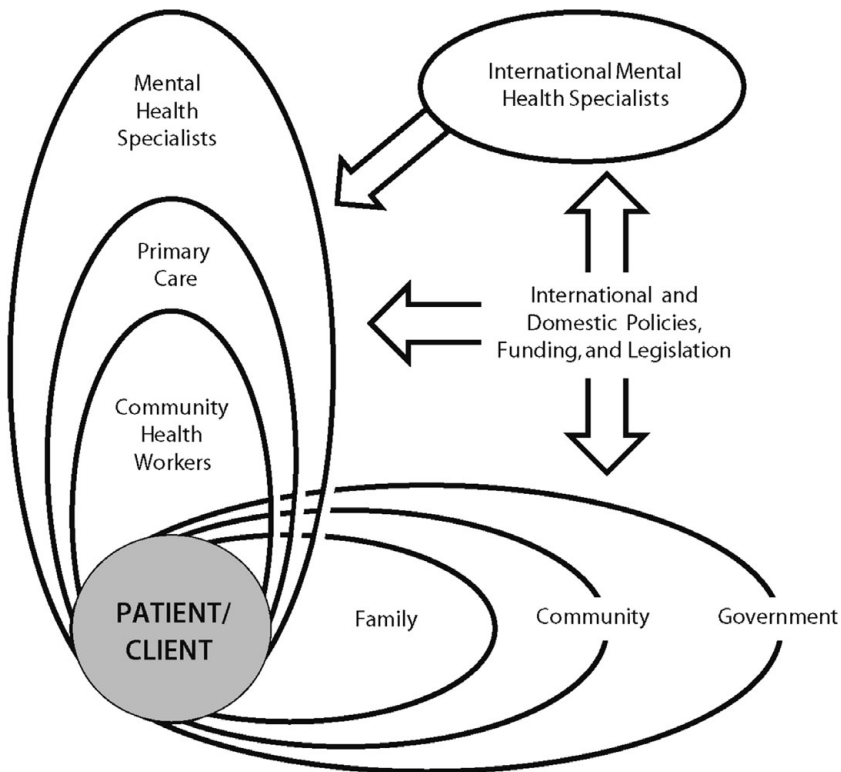 Mental
Health
Specialists
International Mental
Health Specialists
Primary
Care
International and
Domestic Policies,
Funding, and Legislation
Community
Health
Workers
PATIENT/
CLIENT
Family
Community
Government